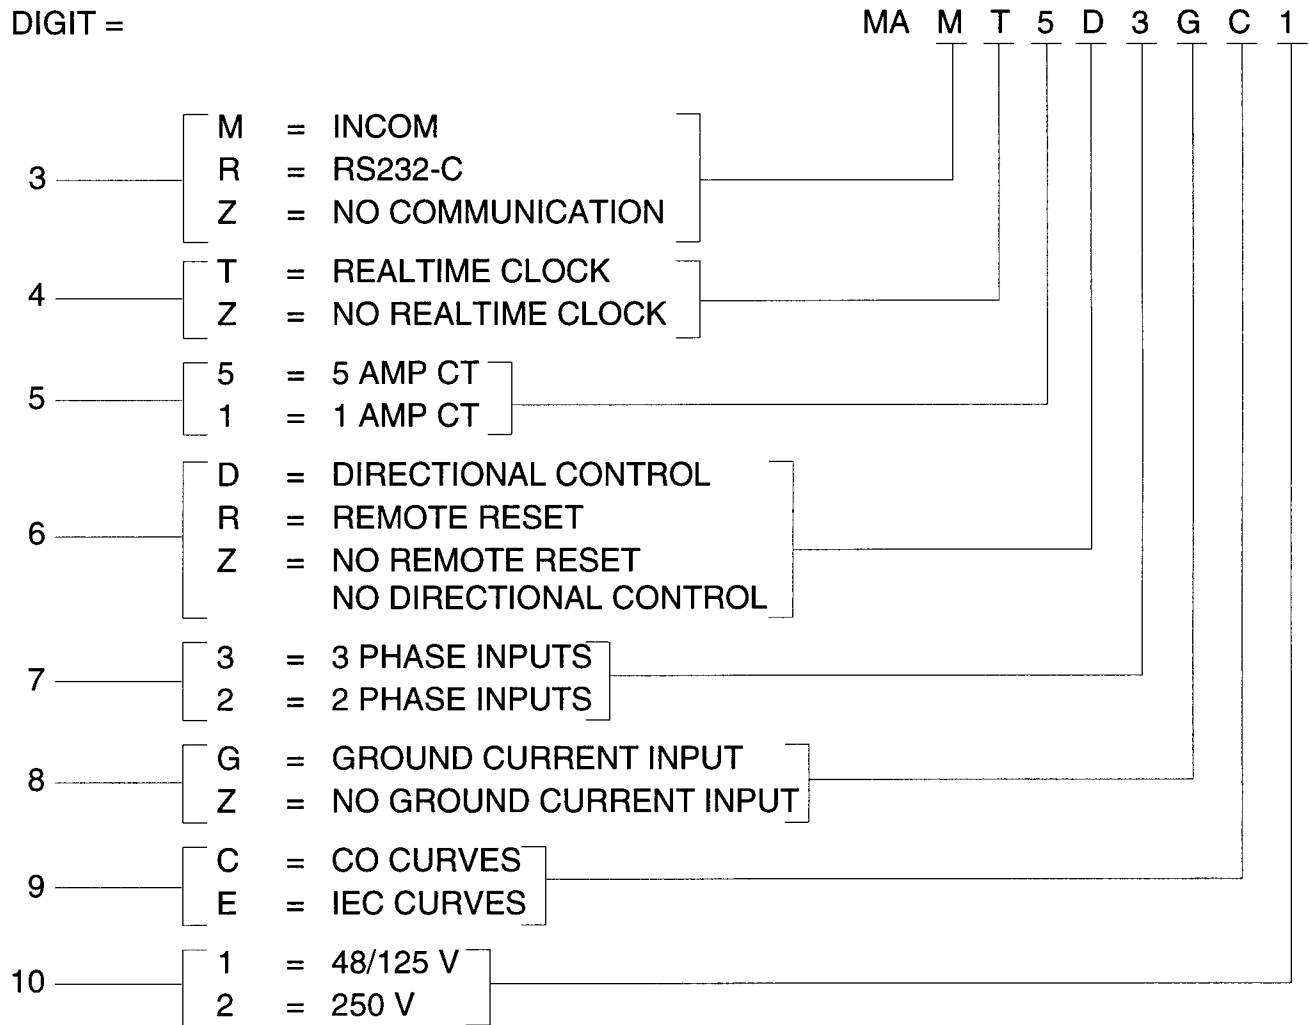 DIGIT = MA M T 5 D 3 G C 1
M = INCOM
R = RS232-C
3
Z = NO COMMUNICATION
T = REALTIME CLOCK
4
Z = NO REALTIME CLOCK
5 = 5 AMP CT
5
1 = 1 AMP CT
D = DIRECTIONAL CONTROL
R = REMOTE RESET
6
Z = NO REMOTE RESET
NO DIRECTIONAL CONTROL
3 = 3 PHASE INPUTS
7
2 = 2 PHASE INPUTS
G = GROUND CURRENT INPUT
8
Z = NO GROUND CURRENT INPUT
C = CO CURVES
9
E = IEC CURVES
1 = 48/125 V
10
2 = 250 V